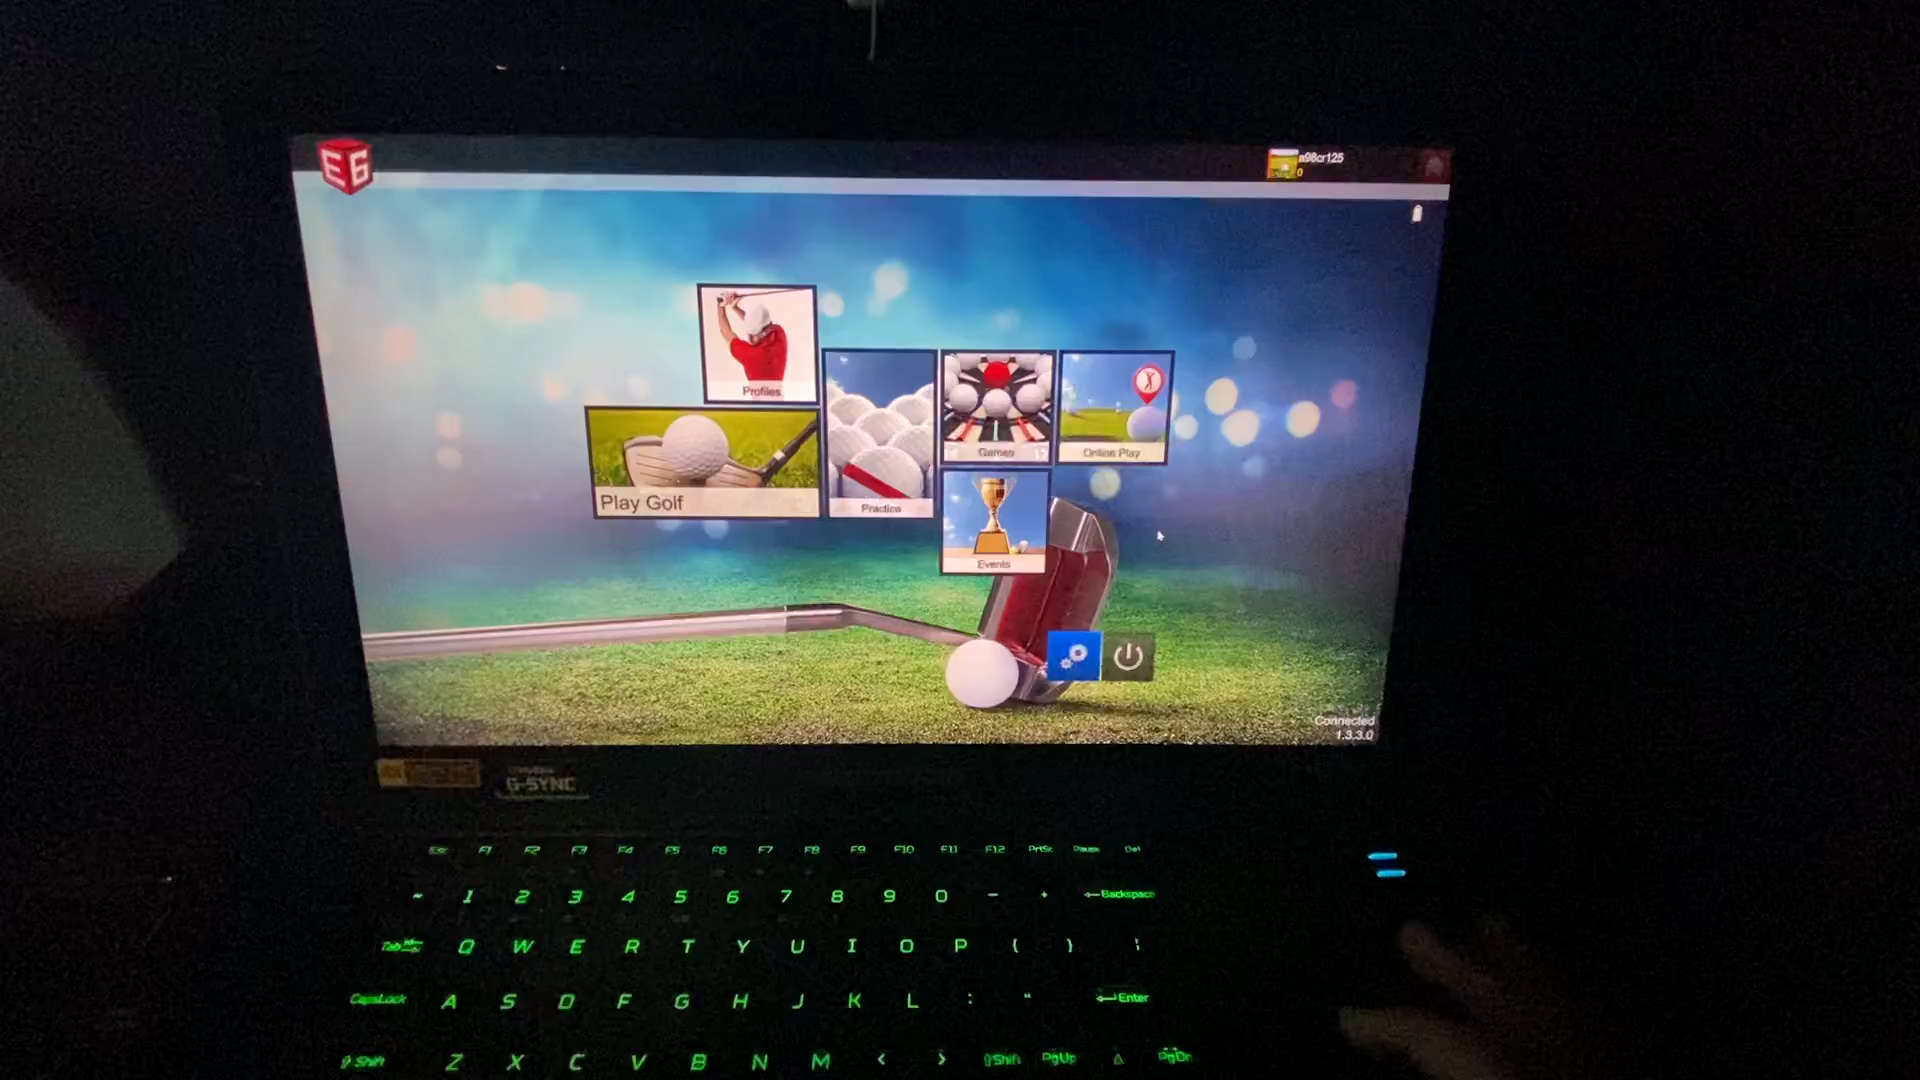 E6
a98cr125
0
Profiles
Games
Online Play
Play Golf
Practice
Events
Connected
1.3.3.0
G-SYNC
Esc F1 F2 F3 F4 F5 F6 F7 F8 F9 F10 F11 F12 PrtSc Pause Del
~ 1 2 3 4 5 6 7 8 9 0 - + ←Backspace
Tab Q W E R T Y U I O P { } ¦
CapsLock A S D F G H J K L : " ←Enter
⇧Shift Z X C V B N M < > ⇧Shift PgUp △ PgDn